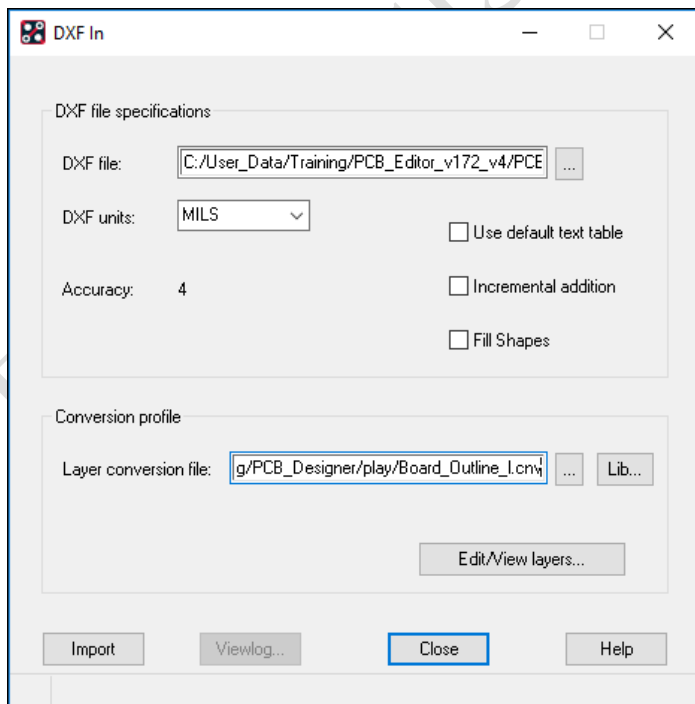 DXF In
DXF file specifications
DXF file: C:/User_Data/Training/PCB_Editor_v172_v4/PCE ...
DXF units: MILS
Use default text table
Accuracy: 4
Incremental addition
Fill Shapes
Conversion profile
Layer conversion file: g/PCB_Designer/play/Board_Outline_l.cnv ... Lib...
Edit/View layers...
Import Viewlog... Close Help